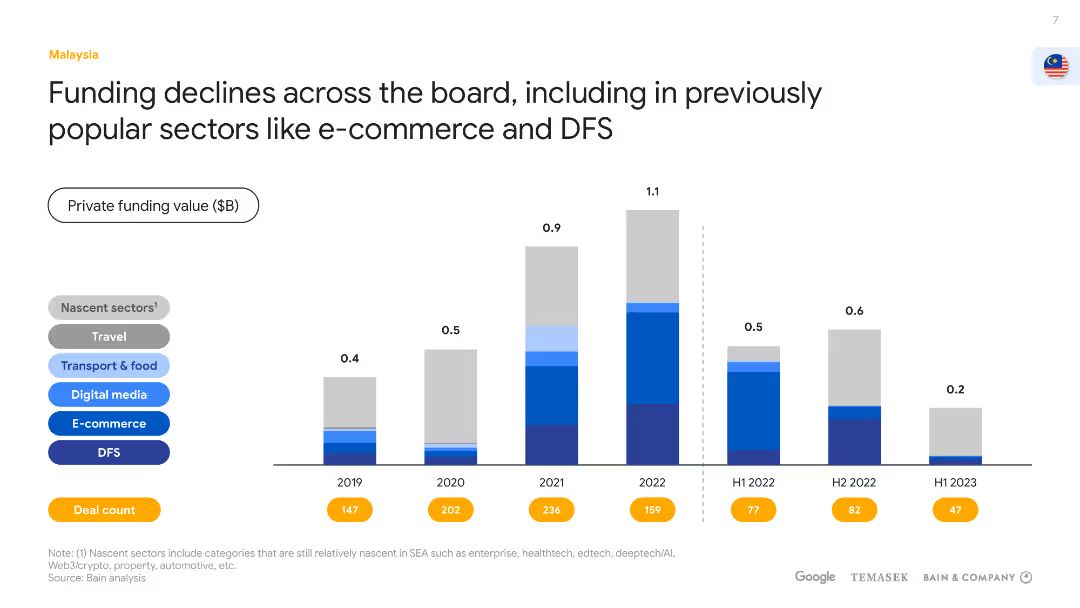 7
Malaysia
Funding declines across the board, including in previously
popular sectors like e-commerce and DFS
Private funding value ($B)
Nascent sectors¹
Travel
Transport & food
Digital media
E-commerce
DFS
0.4
0.5
0.9
1.1
0.5
0.6
0.2
2019
2020
2021
2022
H1 2022
H2 2022
H1 2023
Deal count
147
202
236
159
77
82
47
Note: (1) Nascent sectors include categories that are still relatively nascent in SEA such as enterprise, healthtech, edtech, deeptech/AI,
Web3/crypto, property, automotive, etc.
Source: Bain analysis
Google TEMASEK BAIN & COMPANY